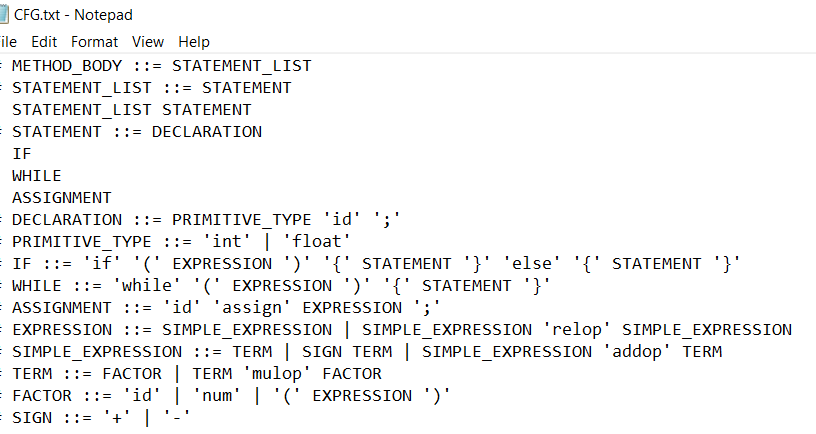 CFG.txt - Notepad
ile Edit Format View Help
# METHOD_BODY ::= STATEMENT_LIST
# STATEMENT_LIST ::= STATEMENT
STATEMENT_LIST STATEMENT
# STATEMENT ::= DECLARATION
IF
WHILE
ASSIGNMENT
# DECLARATION ::= PRIMITIVE_TYPE 'id' ';'
# PRIMITIVE_TYPE ::= 'int' | 'float'
# IF ::= 'if' '(' EXPRESSION ')' '{' STATEMENT '}' 'else' '{' STATEMENT '}'
# WHILE ::= 'while' '(' EXPRESSION ')' '{' STATEMENT '}'
# ASSIGNMENT ::= 'id' 'assign' EXPRESSION ';'
# EXPRESSION ::= SIMPLE_EXPRESSION | SIMPLE_EXPRESSION 'relop' SIMPLE_EXPRESSION
# SIMPLE_EXPRESSION ::= TERM | SIGN TERM | SIMPLE_EXPRESSION 'addop' TERM
# TERM ::= FACTOR | TERM 'mulop' FACTOR
# FACTOR ::= 'id' | 'num' | '(' EXPRESSION ')'
# SIGN ::= '+' | '-'